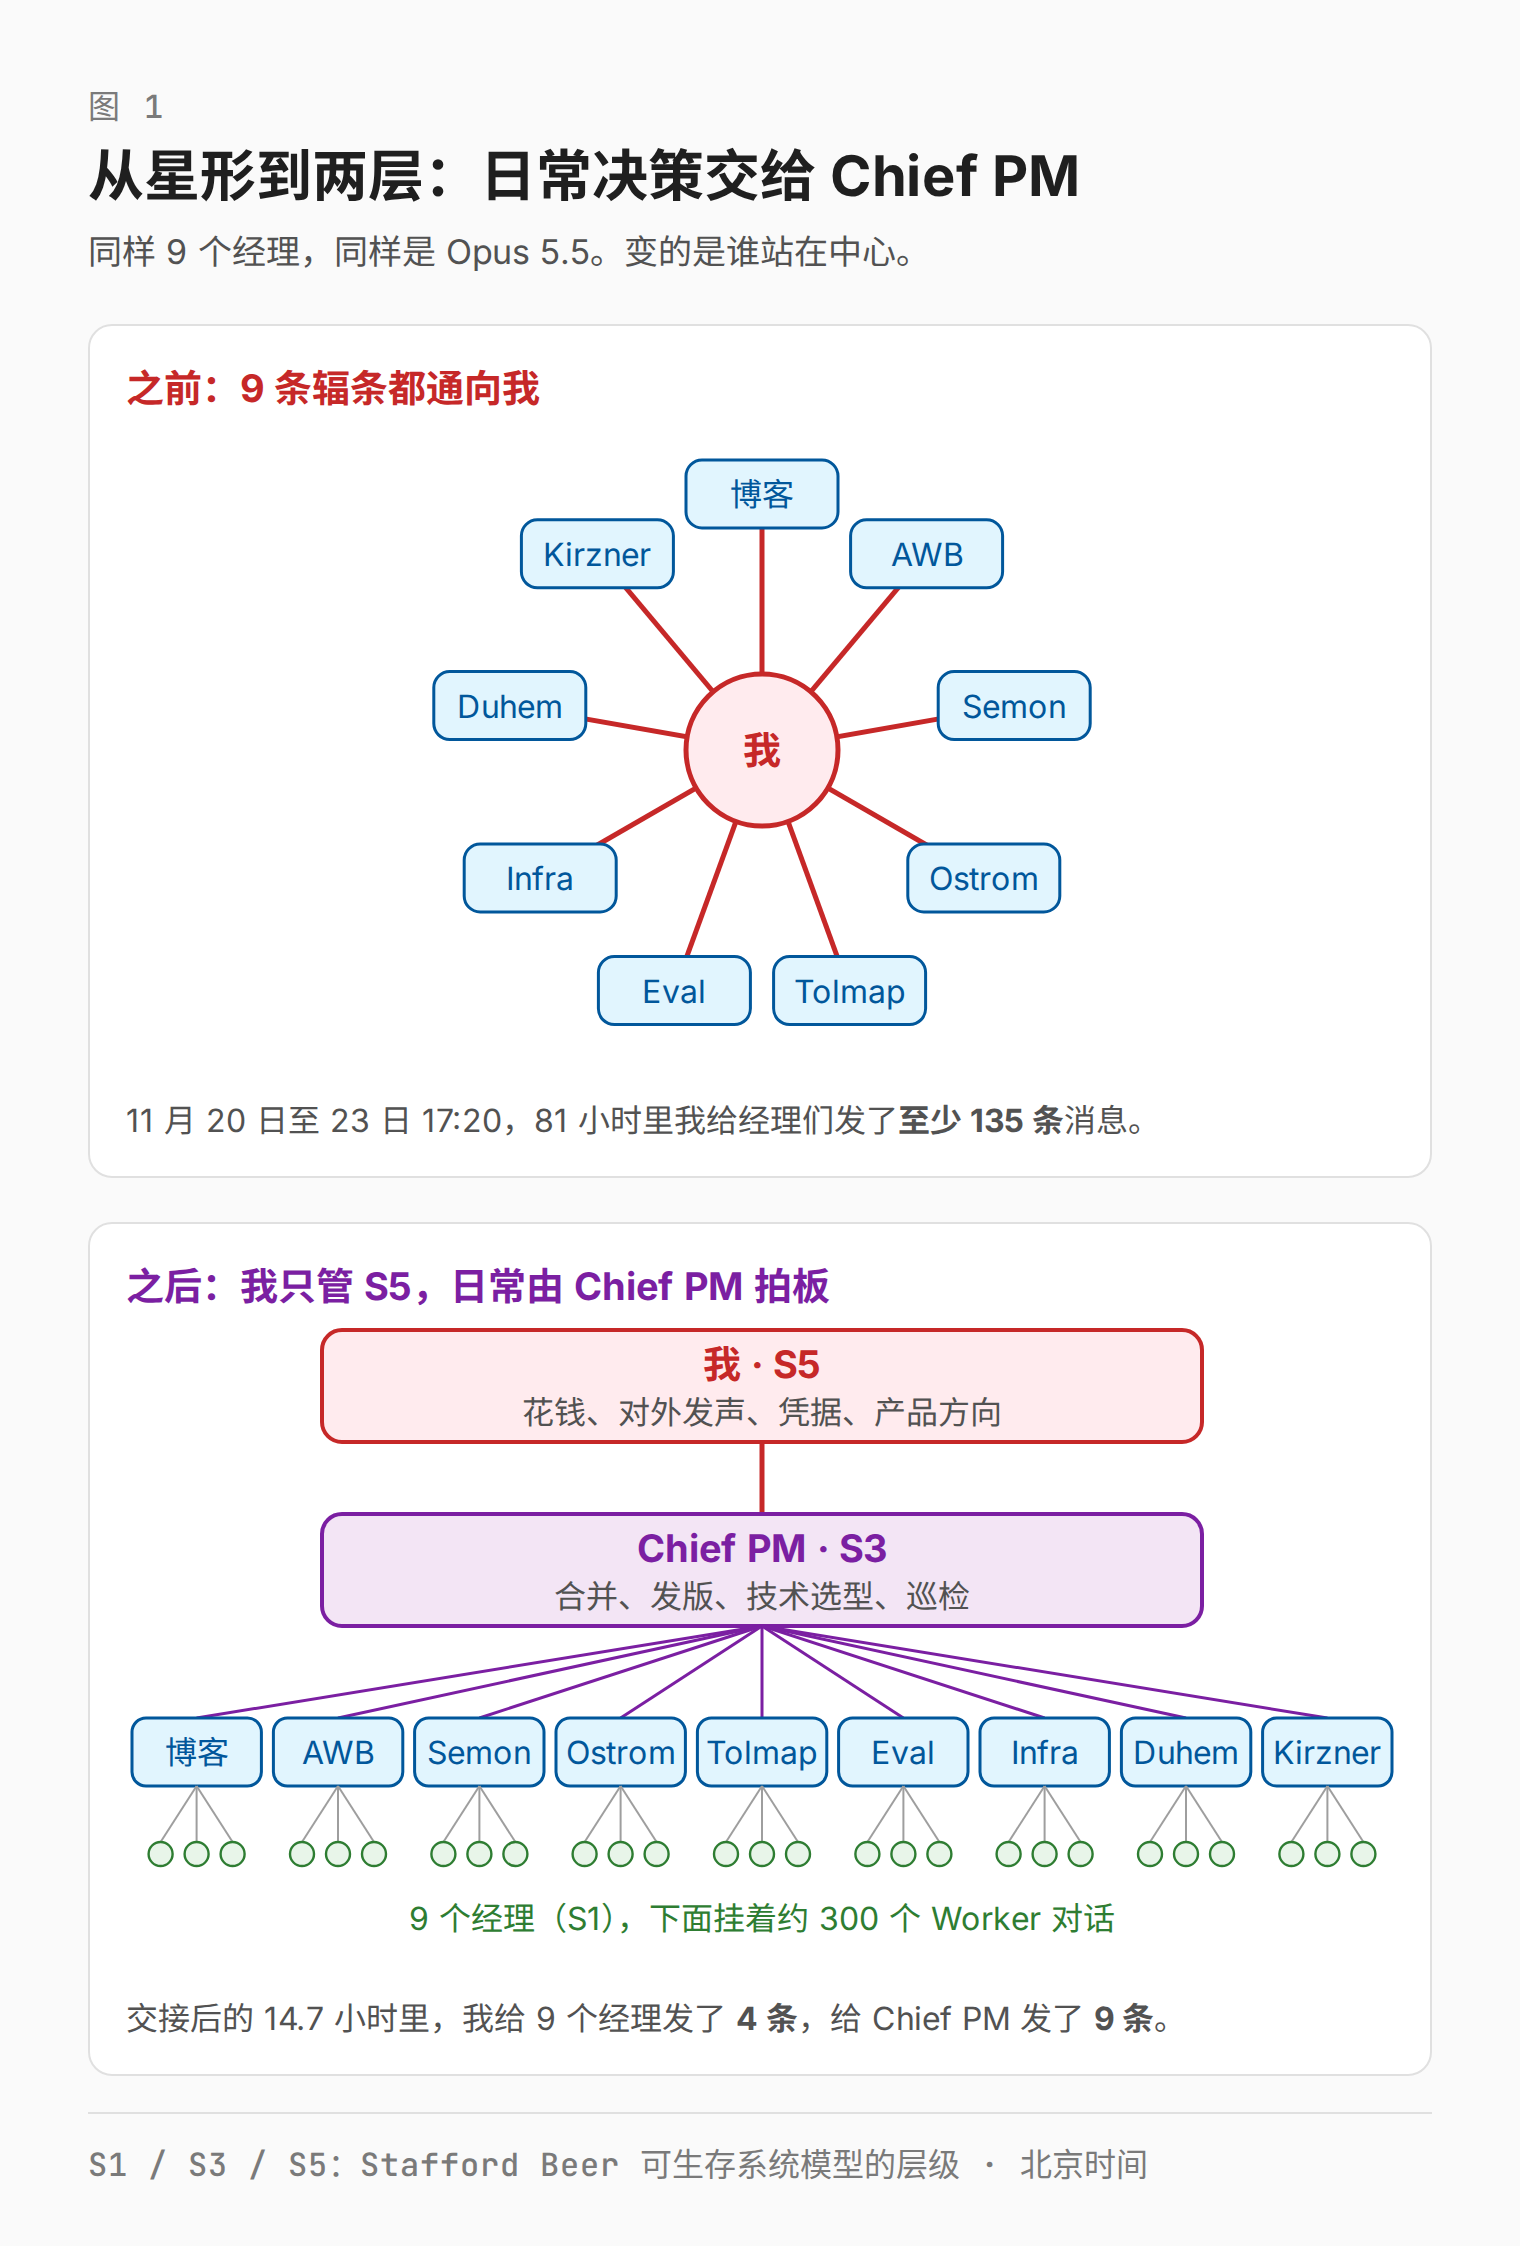 图 1
从星形到两层：日常决策交给 Chief PM
同样 9 个经理，同样是 Opus 5.5。变的是谁站在中心。
之前：9 条辐条都通向我
博客
Kirzner
AWB
Duhem
Semon
我
Infra
Ostrom
Eval
Tolmap
11 月 20 日至 23 日 17:20，81 小时里我给经理们发了至少 135 条消息。
之后：我只管 S5，日常由 Chief PM 拍板
我 · S5
花钱、对外发声、凭据、产品方向
Chief PM · S3
合并、发版、技术选型、巡检
博客
AWB
Semon
Ostrom
Tolmap
Eval
Infra
Duhem
Kirzner
9 个经理（S1），下面挂着约 300 个 Worker 对话
交接后的 14.7 小时里，我给 9 个经理发了 4 条，给 Chief PM 发了 9 条。
S1 / S3 / S5：Stafford Beer 可生存系统模型的层级 · 北京时间